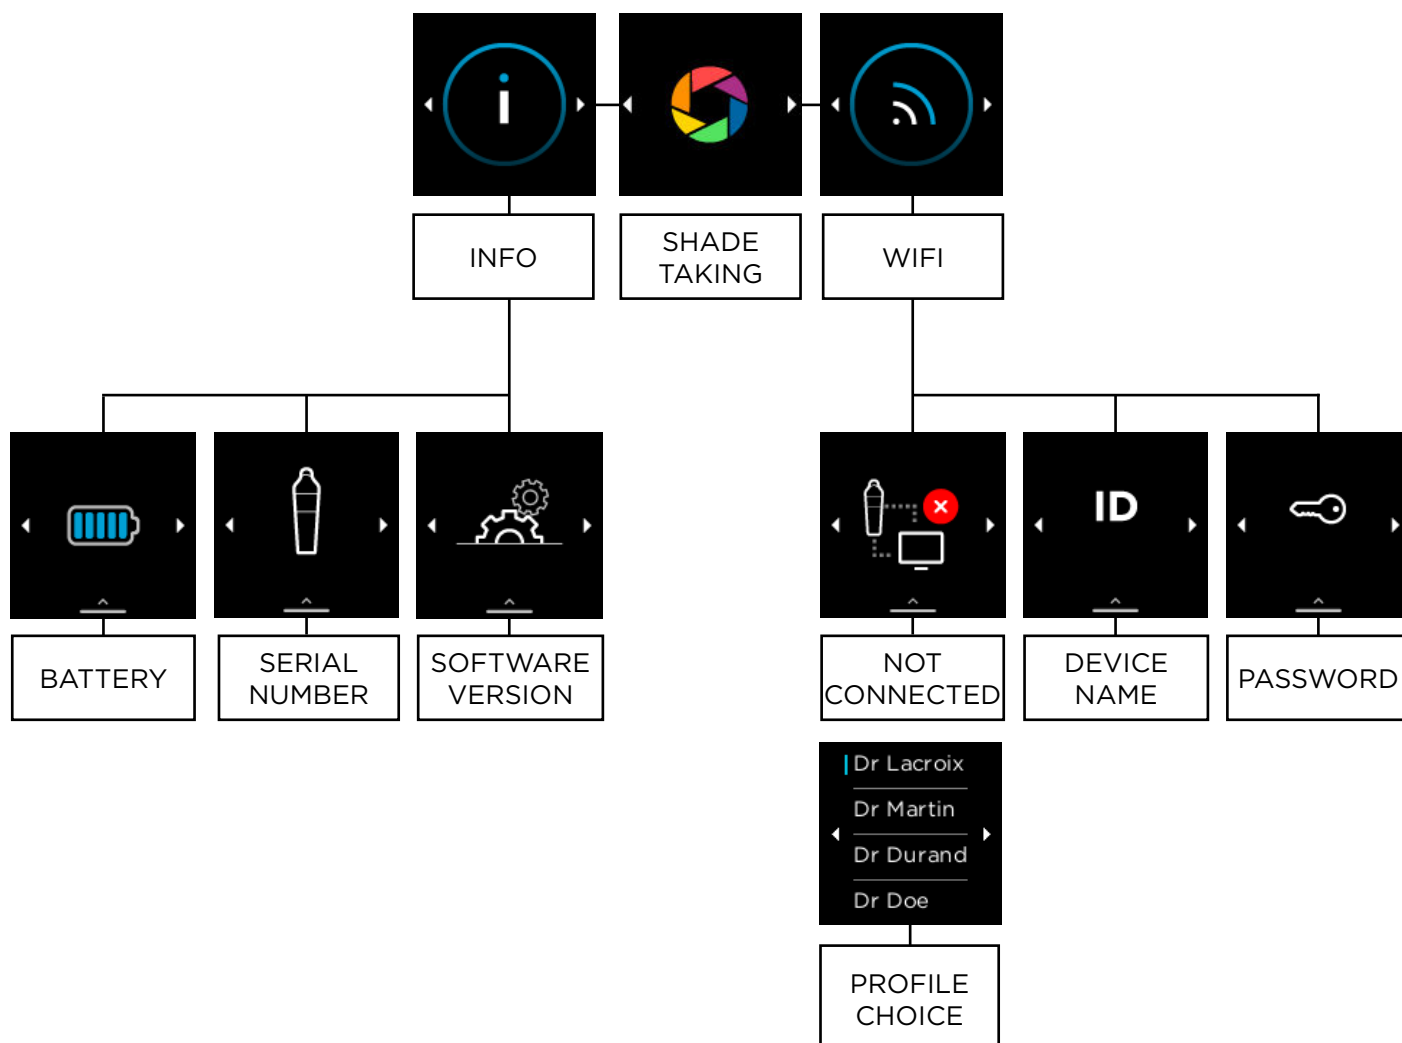 INFO
SHADE
TAKING
WIFI
BATTERY
SERIAL
NUMBER
SOFTWARE
VERSION
ID
NOT
CONNECTED
DEVICE
NAME
PASSWORD
Dr Lacroix
Dr Martin
Dr Durand
Dr Doe
PROFILE
CHOICE